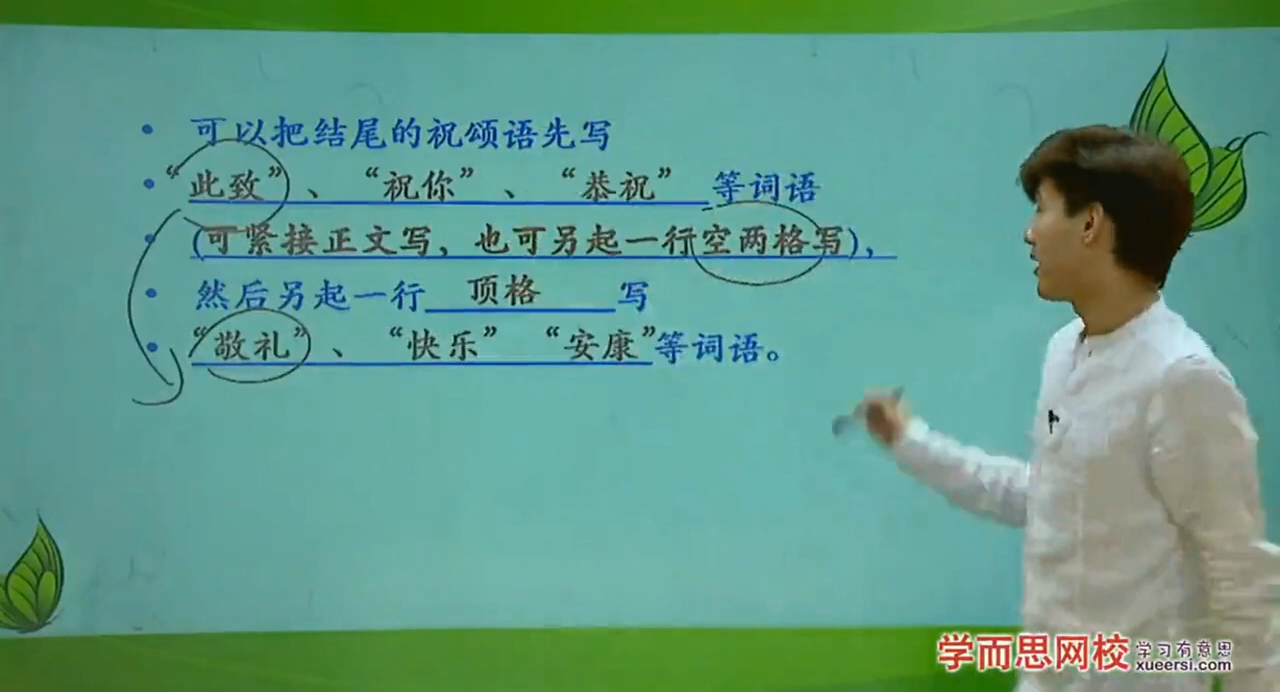 • 可以把结尾的祝颂语先写
• “此致”、“祝你”、“恭祝”等词语
• (可紧接正文写，也可另起一行空两格写)，
• 然后另起一行 顶格 写
• “敬礼”、“快乐” “安康”等词语。
学而思网校 学习有意思
xueersi.com